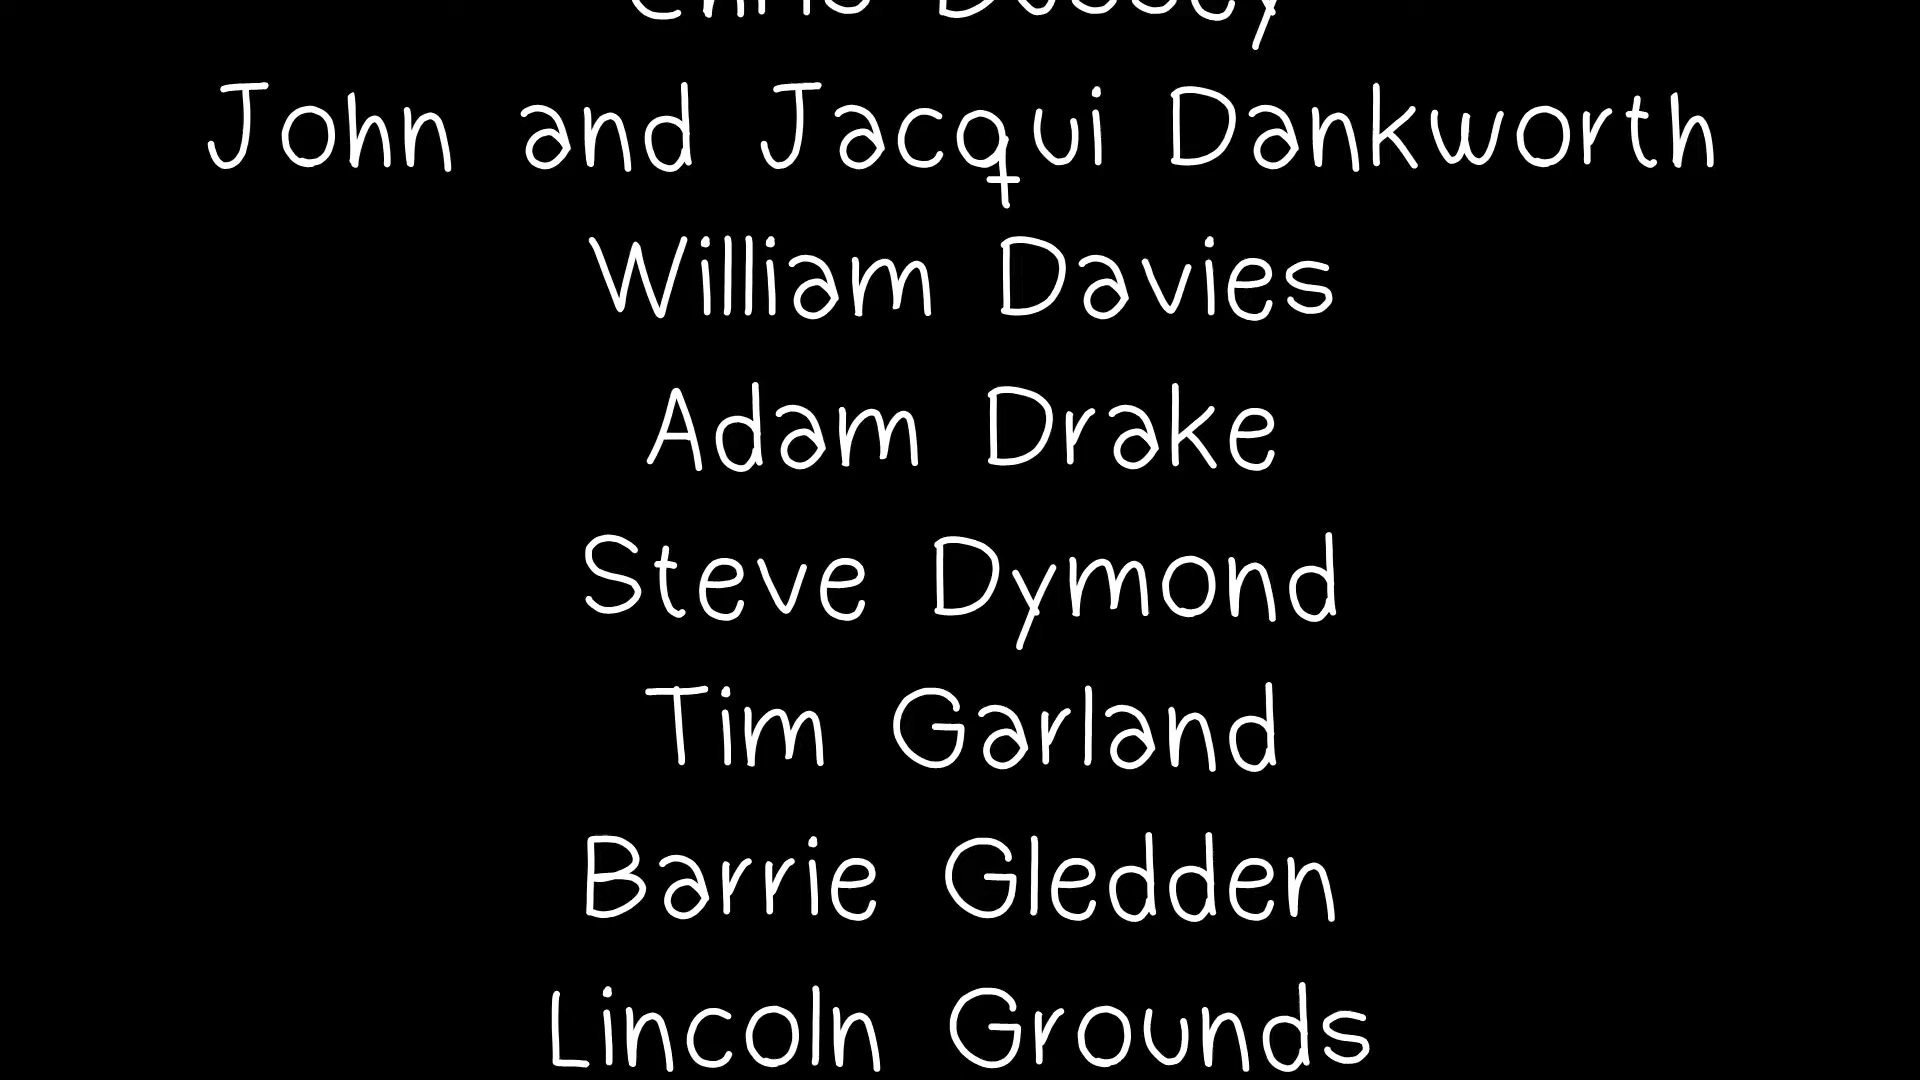 John and Jacqui Dankworth
William Davies
Adam Drake
Steve Dymond
Tim Garland
Barrie Gledden
Lincoln Grounds